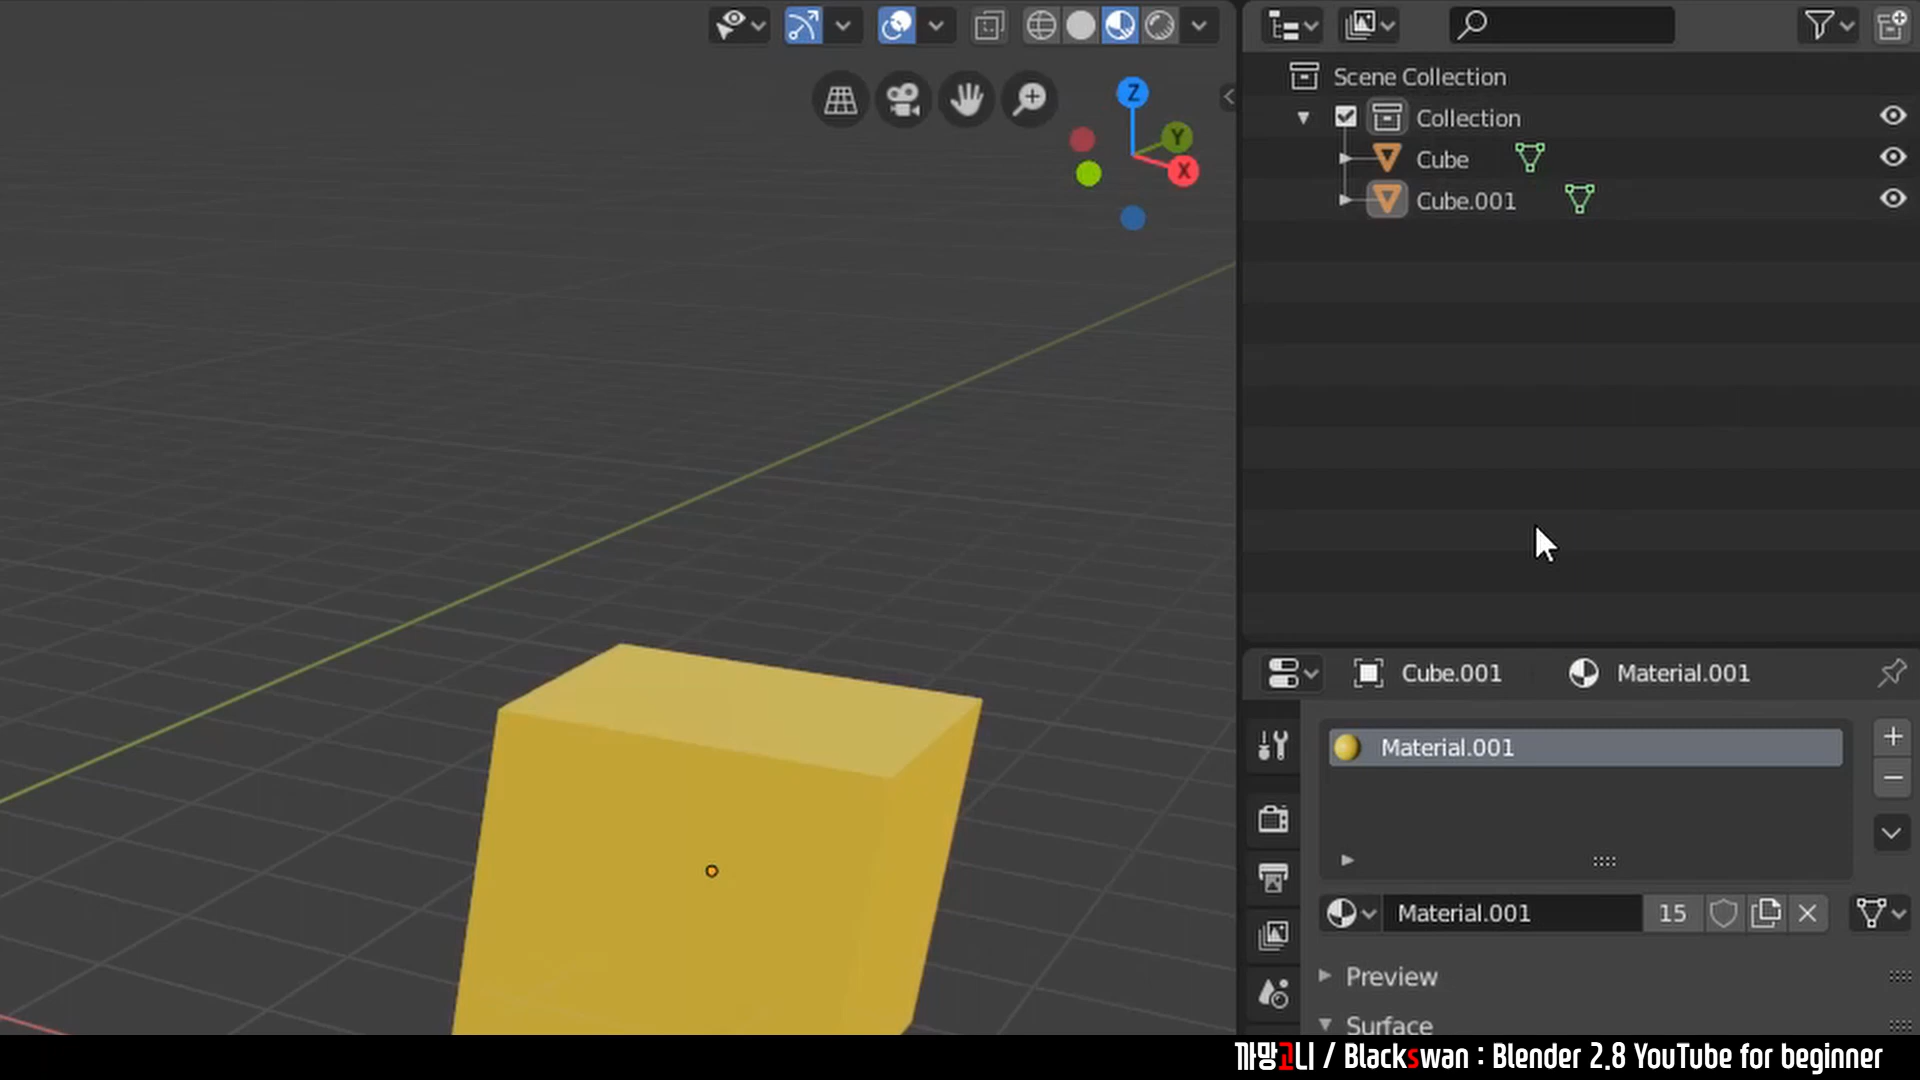 Z
Y
X
Scene Collection
Collection
Cube
Cube.001
Cube.001 Material.001
Material.001
Material.001 15
Preview
Surface
까망고니 / Blackswan : Blender 2.8 YouTube for beginner